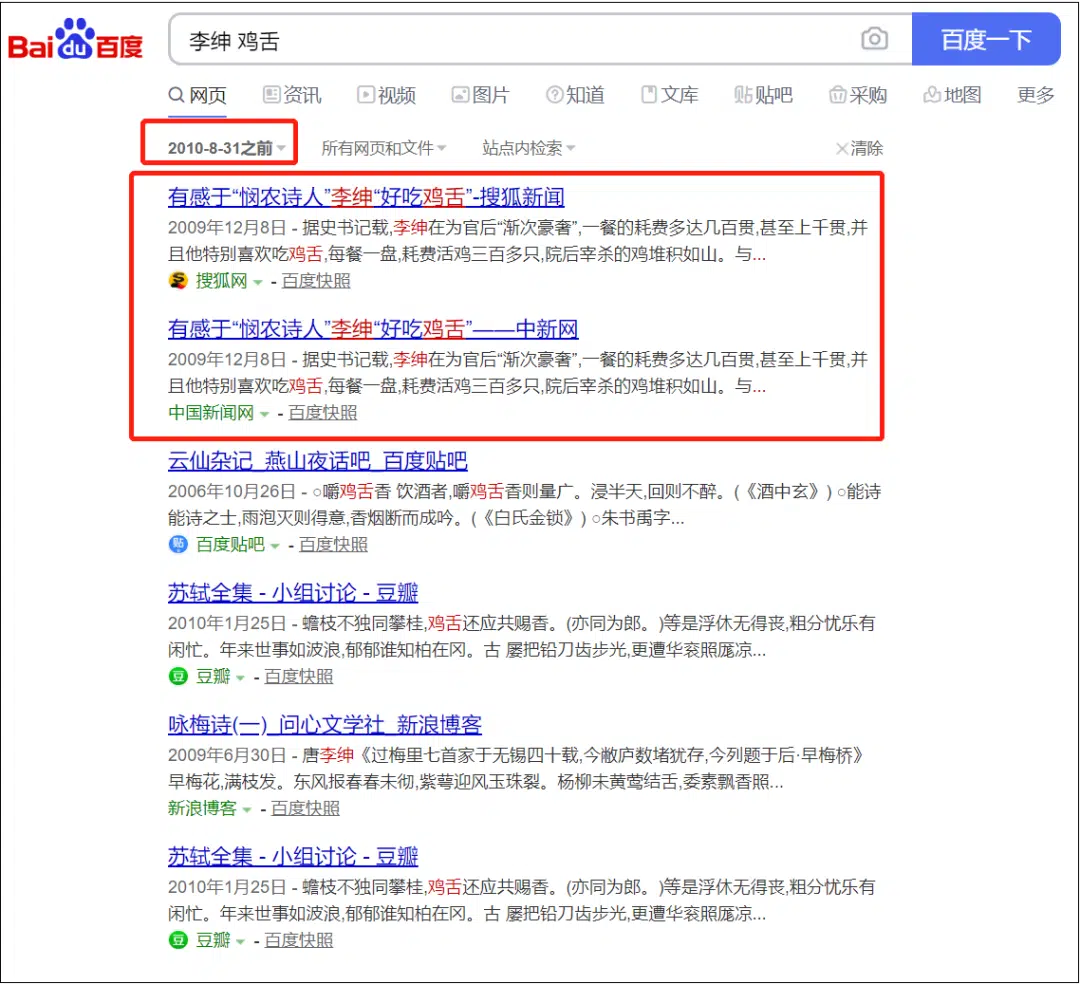 Bai du 百度
李绅 鸡舌
百度一下
网页 资讯 视频 图片 知道 文库 贴吧 采购 地图 更多
2010-8-31之前 所有网页和文件 站点内检索 清除
有感于“悯农诗人”李绅“好吃鸡舌”-搜狐新闻
2009年12月8日 - 据史书记载,李绅在为官后“渐次豪奢”,一餐的耗费多达几百贯,甚至上千贯,并
且他特别喜欢吃鸡舌,每餐一盘,耗费活鸡三百多只,院后宰杀的鸡堆积如山。与...
搜狐网 - 百度快照
有感于“悯农诗人”李绅“好吃鸡舌”——中新网
2009年12月8日 - 据史书记载,李绅在为官后“渐次豪奢”,一餐的耗费多达几百贯,甚至上千贯,并
且他特别喜欢吃鸡舌,每餐一盘,耗费活鸡三百多只,院后宰杀的鸡堆积如山。与...
中国新闻网 - 百度快照
云仙杂记_燕山夜话吧_百度贴吧
2006年10月26日 - ○嚼鸡舌香 饮酒者,嚼鸡舌香则量广。浸半天,回则不醉。(《酒中玄》) ○能诗
能诗之士,雨泡灭则得意,香烟断而成吟。(《白氏金锁》) ○朱书禹字...
贴 百度贴吧 - 百度快照
苏轼全集 - 小组讨论 - 豆瓣
2010年1月25日 - 蟾枝不独同攀桂,鸡舌还应共赐香。(亦同为郎。)等是浮休无得丧,粗分忧乐有
闲忙。年来世事如波浪,郁郁谁知柏在冈。古 屡把铅刀齿步光,更遭华衮照厖凉...
豆 豆瓣 - 百度快照
咏梅诗(一)_问心文学社_新浪博客
2009年6月30日 - 唐李绅《过梅里七首家于无锡四十载,今敝庐数堵犹存,今列题于后·早梅桥》
早梅花,满枝发。东风报春春未彻,紫萼迎风玉珠裂。杨柳未黄莺结舌,委素飘香照...
新浪博客 - 百度快照
苏轼全集 - 小组讨论 - 豆瓣
2010年1月25日 - 蟾枝不独同攀桂,鸡舌还应共赐香。(亦同为郎。)等是浮休无得丧,粗分忧乐有
闲忙。年来世事如波浪,郁郁谁知柏在冈。古 屡把铅刀齿步光,更遭华衮照厖凉...
豆 豆瓣 - 百度快照